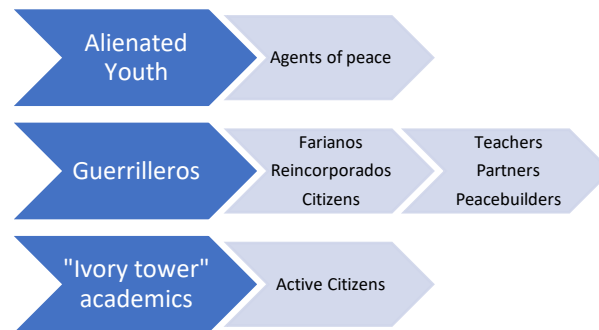 Alienated
Youth
Agents of peace
Guerrilleros
Farianos
Reincorporados
Citizens
Teachers
Partners
Peacebuilders
"Ivory tower"
academics
Active Citizens